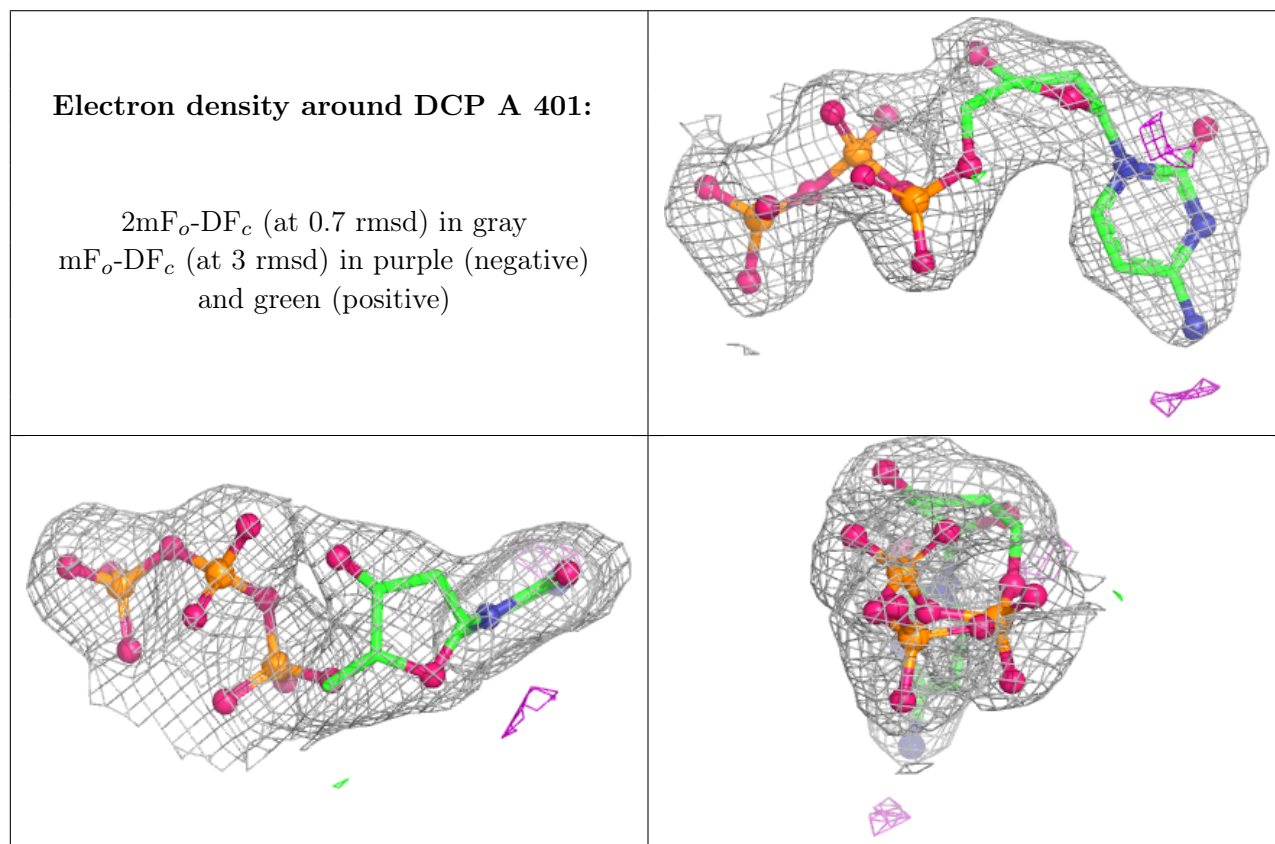 Electron density around DCP A 401:
2mFo-DFc (at 0.7 rmsd) in gray
mFo-DFc (at 3 rmsd) in purple (negative)
and green (positive)